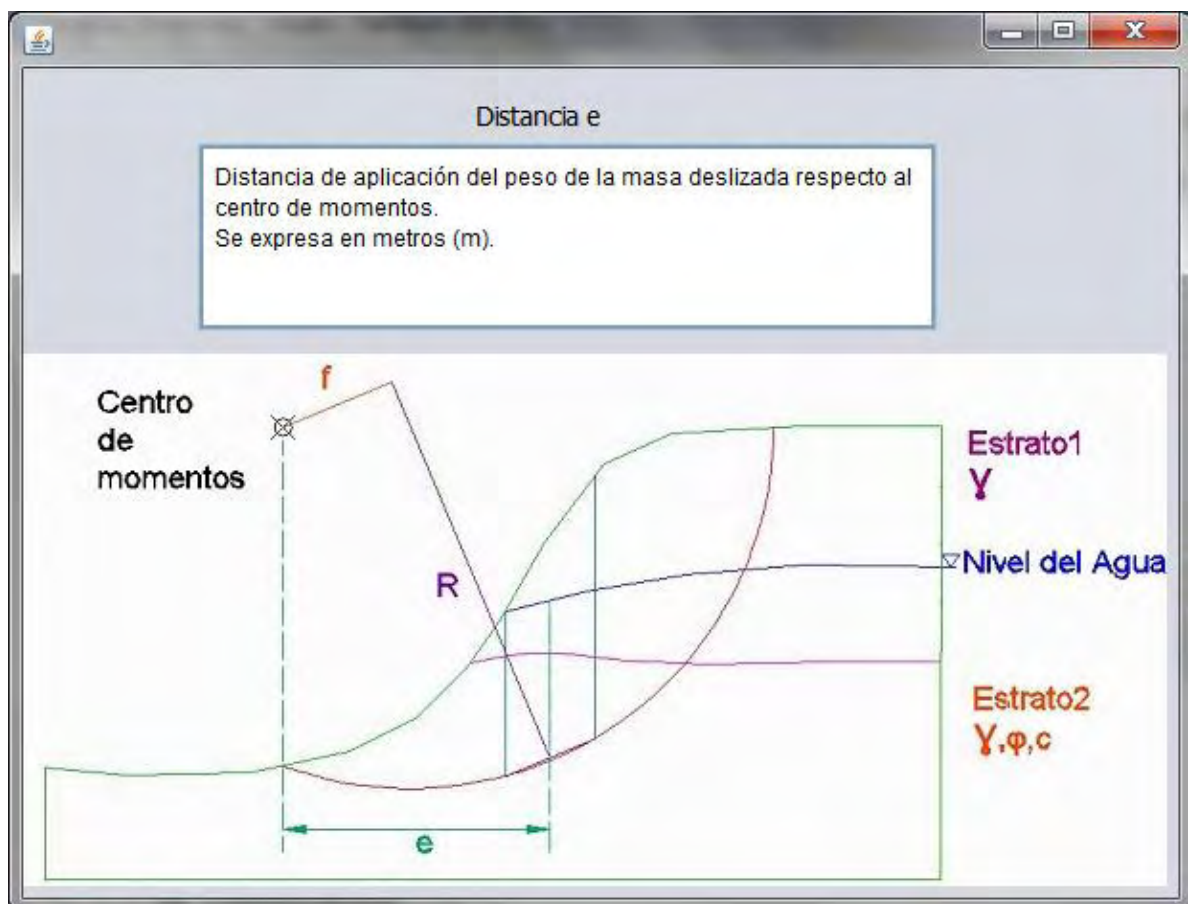 Distancia e
Distancia de aplicación del peso de la masa deslizada respecto al
centro de momentos.
Se expresa en metros (m).
f
Centro
de
momentos
Estrato1
γ
R
Nivel del Agua
Estrato2
γ,φ,c
e